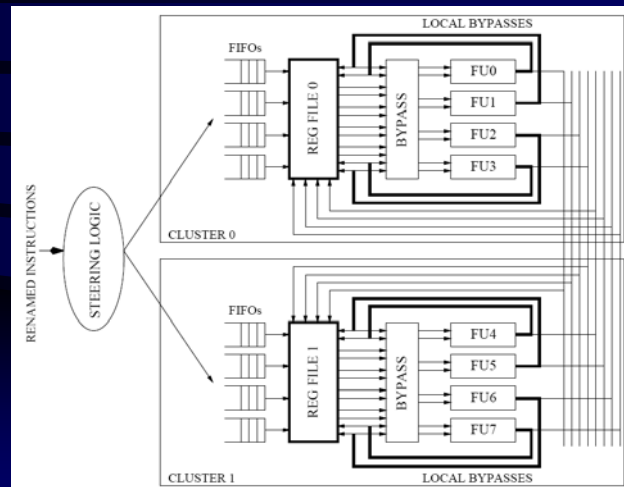 RENAMED INSTRUCTIONS
STEERING LOGIC
LOCAL BYPASSES
FIFOs
REG FILE 0
BYPASS
FU0
FU1
FU2
FU3
CLUSTER 0
FIFOs
REG FILE 1
BYPASS
FU4
FU5
FU6
FU7
CLUSTER 1
LOCAL BYPASSES